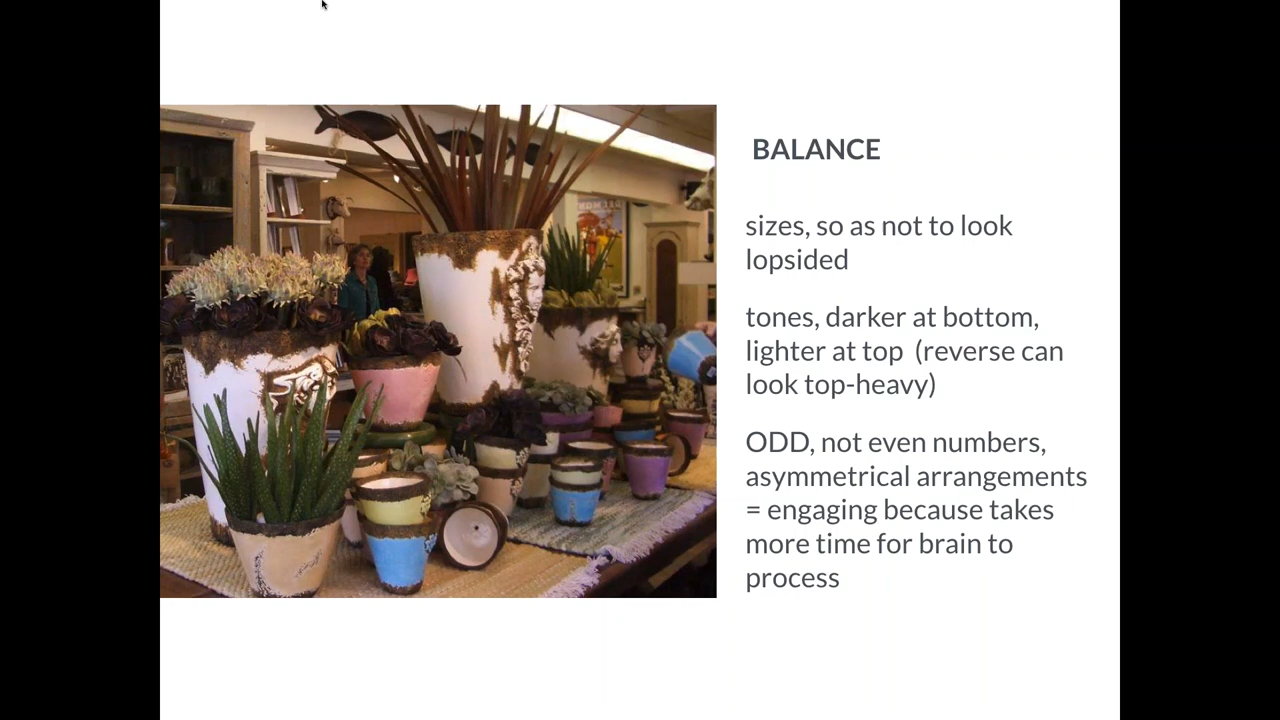 BALANCE
sizes, so as not to look
lopsided
tones, darker at bottom,
lighter at top (reverse can
look top-heavy)
ODD, not even numbers,
asymmetrical arrangements
= engaging because takes
more time for brain to
process